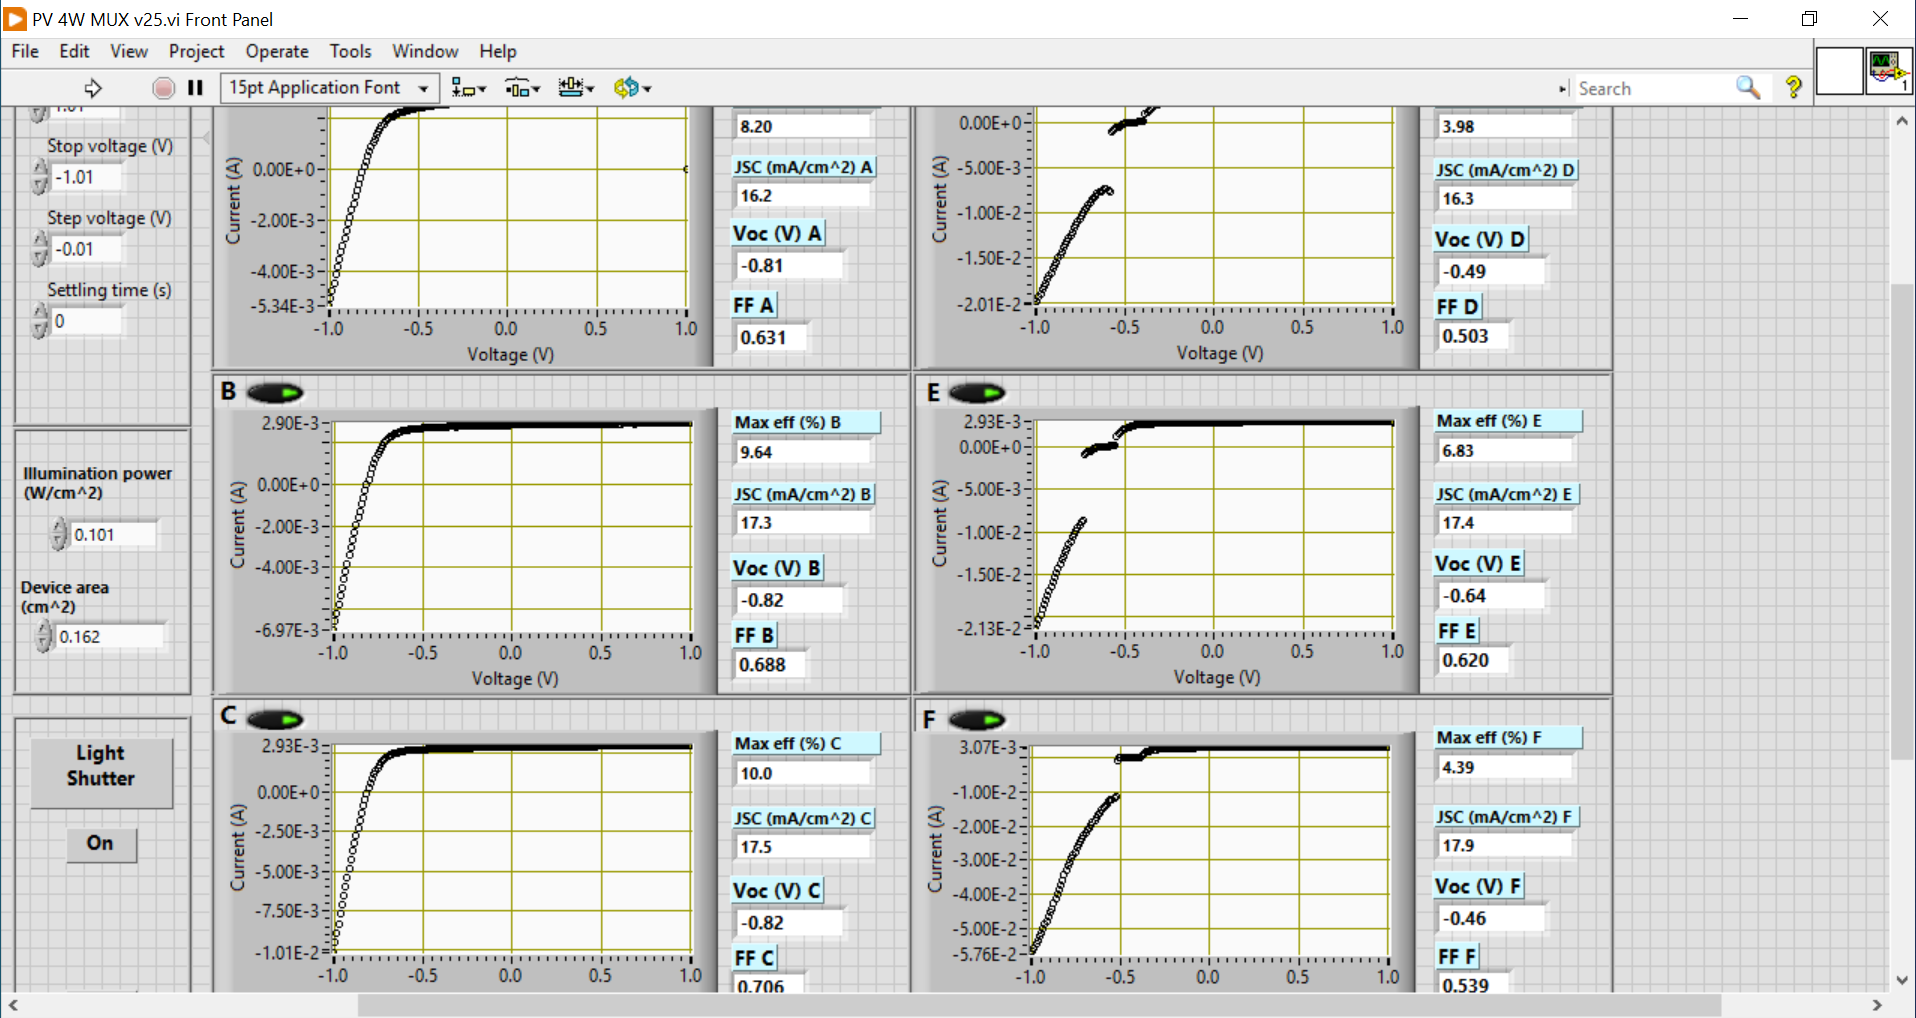 PV 4W MUX v25.vi Front Panel
File Edit View Project Operate Tools Window Help
15pt Application Font
Search
1
Stop voltage (V)
-1.01
Step voltage (V)
-0.01
Settling time (s)
0
Illumination power
(W/cm^2)
0.101
Device area
(cm^2)
0.162
Light
Shutter
On
Current (A)
0.00E+0
-2.00E-3
-4.00E-3
-5.34E-3
-1.0 -0.5 0.0 0.5 1.0
Voltage (V)
8.20
JSC (mA/cm^2) A
16.2
Voc (V) A
-0.81
FF A
0.631
Current (A)
0.00E+0
-5.00E-3
-1.00E-2
-1.50E-2
-2.01E-2
-1.0 -0.5 0.0 0.5 1.0
Voltage (V)
3.98
JSC (mA/cm^2) D
16.3
Voc (V) D
-0.49
FF D
0.503
B
Current (A)
2.90E-3
0.00E+0
-2.00E-3
-4.00E-3
-6.97E-3
-1.0 -0.5 0.0 0.5 1.0
Voltage (V)
Max eff (%) B
9.64
JSC (mA/cm^2) B
17.3
Voc (V) B
-0.82
FF B
0.688
E
Current (A)
2.93E-3
0.00E+0
-5.00E-3
-1.00E-2
-1.50E-2
-2.13E-2
-1.0 -0.5 0.0 0.5 1.0
Voltage (V)
Max eff (%) E
6.83
JSC (mA/cm^2) E
17.4
Voc (V) E
-0.64
FF E
0.620
C
Current (A)
2.93E-3
0.00E+0
-2.50E-3
-5.00E-3
-7.50E-3
-1.01E-2
-1.0 -0.5 0.0 0.5 1.0
Max eff (%) C
10.0
JSC (mA/cm^2) C
17.5
Voc (V) C
-0.82
FF C
0.706
F
Current (A)
3.07E-3
-1.00E-2
-2.00E-2
-3.00E-2
-4.00E-2
-5.00E-2
-5.76E-2
-1.0 -0.5 0.0 0.5 1.0
Max eff (%) F
4.39
JSC (mA/cm^2) F
17.9
Voc (V) F
-0.46
FF F
0.539